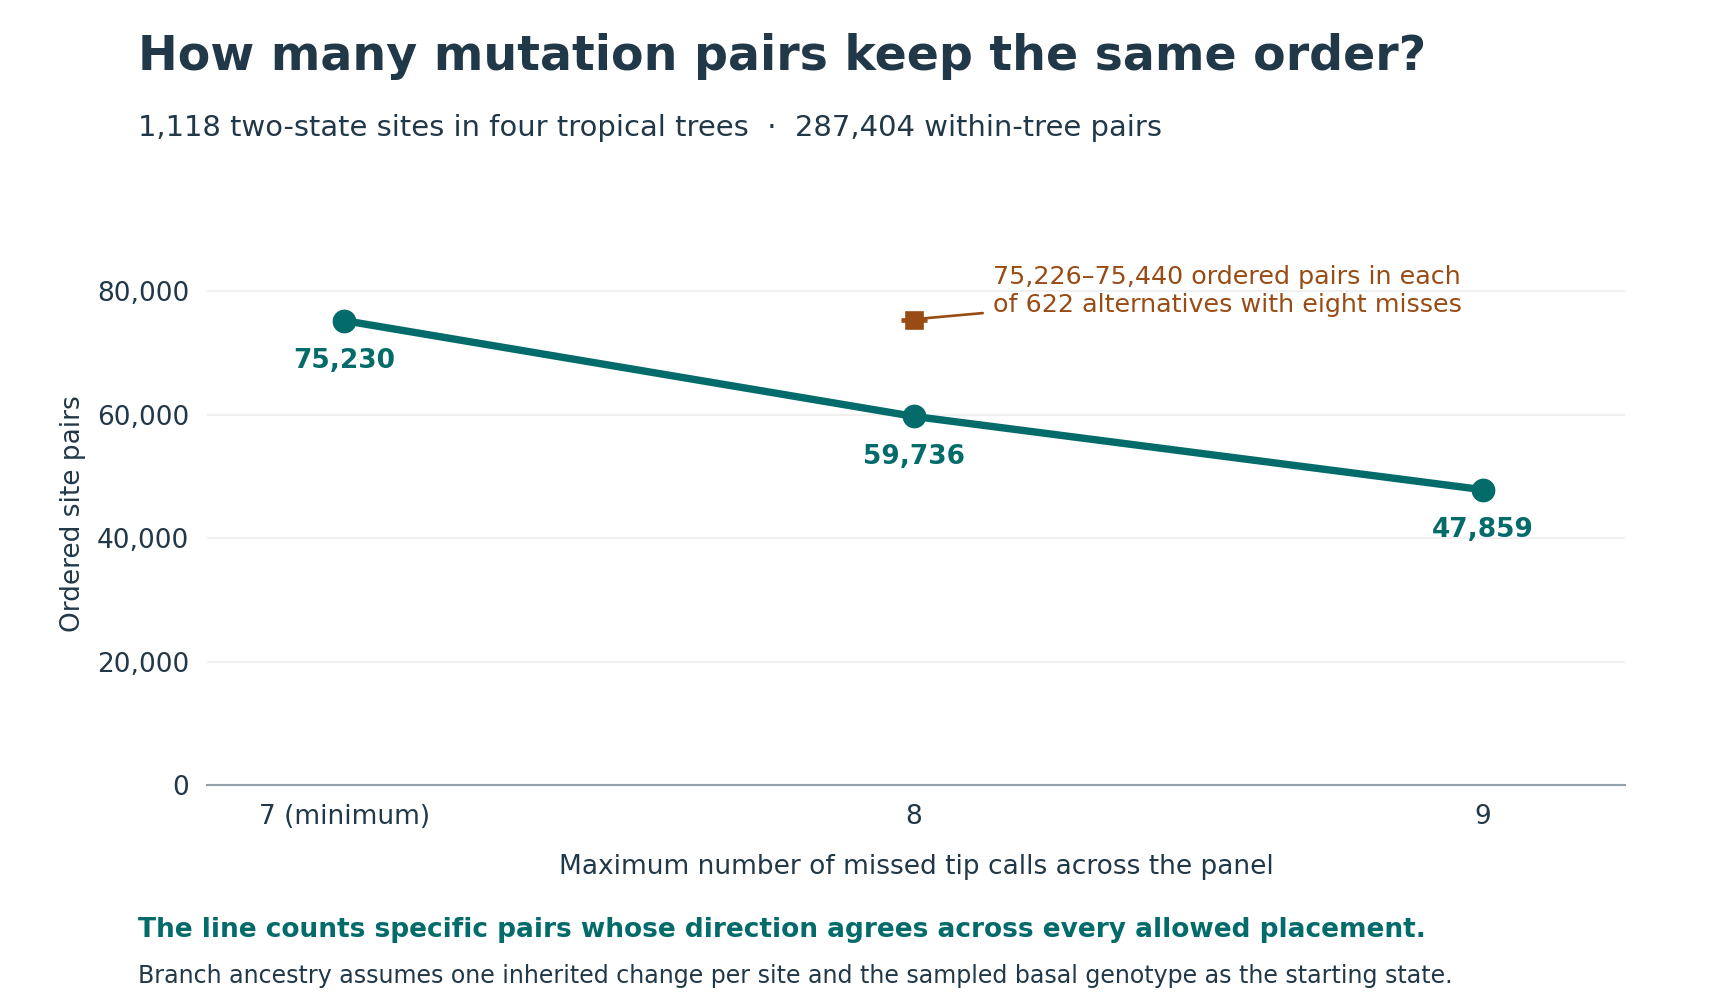 How many mutation pairs keep the same order?
1,118 two-state sites in four tropical trees · 287,404 within-tree pairs
75,226–75,440 ordered pairs in each
of 622 alternatives with eight misses
80,000
75,230
60,000
59,736
47,859
40,000
20,000
0
Ordered site pairs
7 (minimum)
8
9
Maximum number of missed tip calls across the panel
The line counts specific pairs whose direction agrees across every allowed placement.
Branch ancestry assumes one inherited change per site and the sampled basal genotype as the starting state.